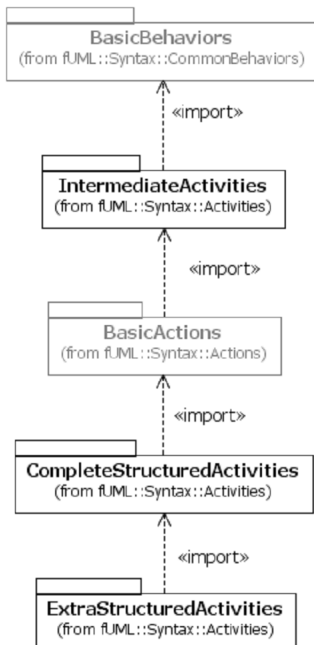 BasicBehaviors
(from fUML::Syntax::CommonBehaviors)
«import»
IntermediateActivities
(from fUML::Syntax::Activities)
«import»
BasicActions
(from fUML::Syntax::Actions)
«import»
CompleteStructuredActivities
(from fUML::Syntax::Activities)
«import»
ExtraStructuredActivities
(from fUML::Syntax::Activities)